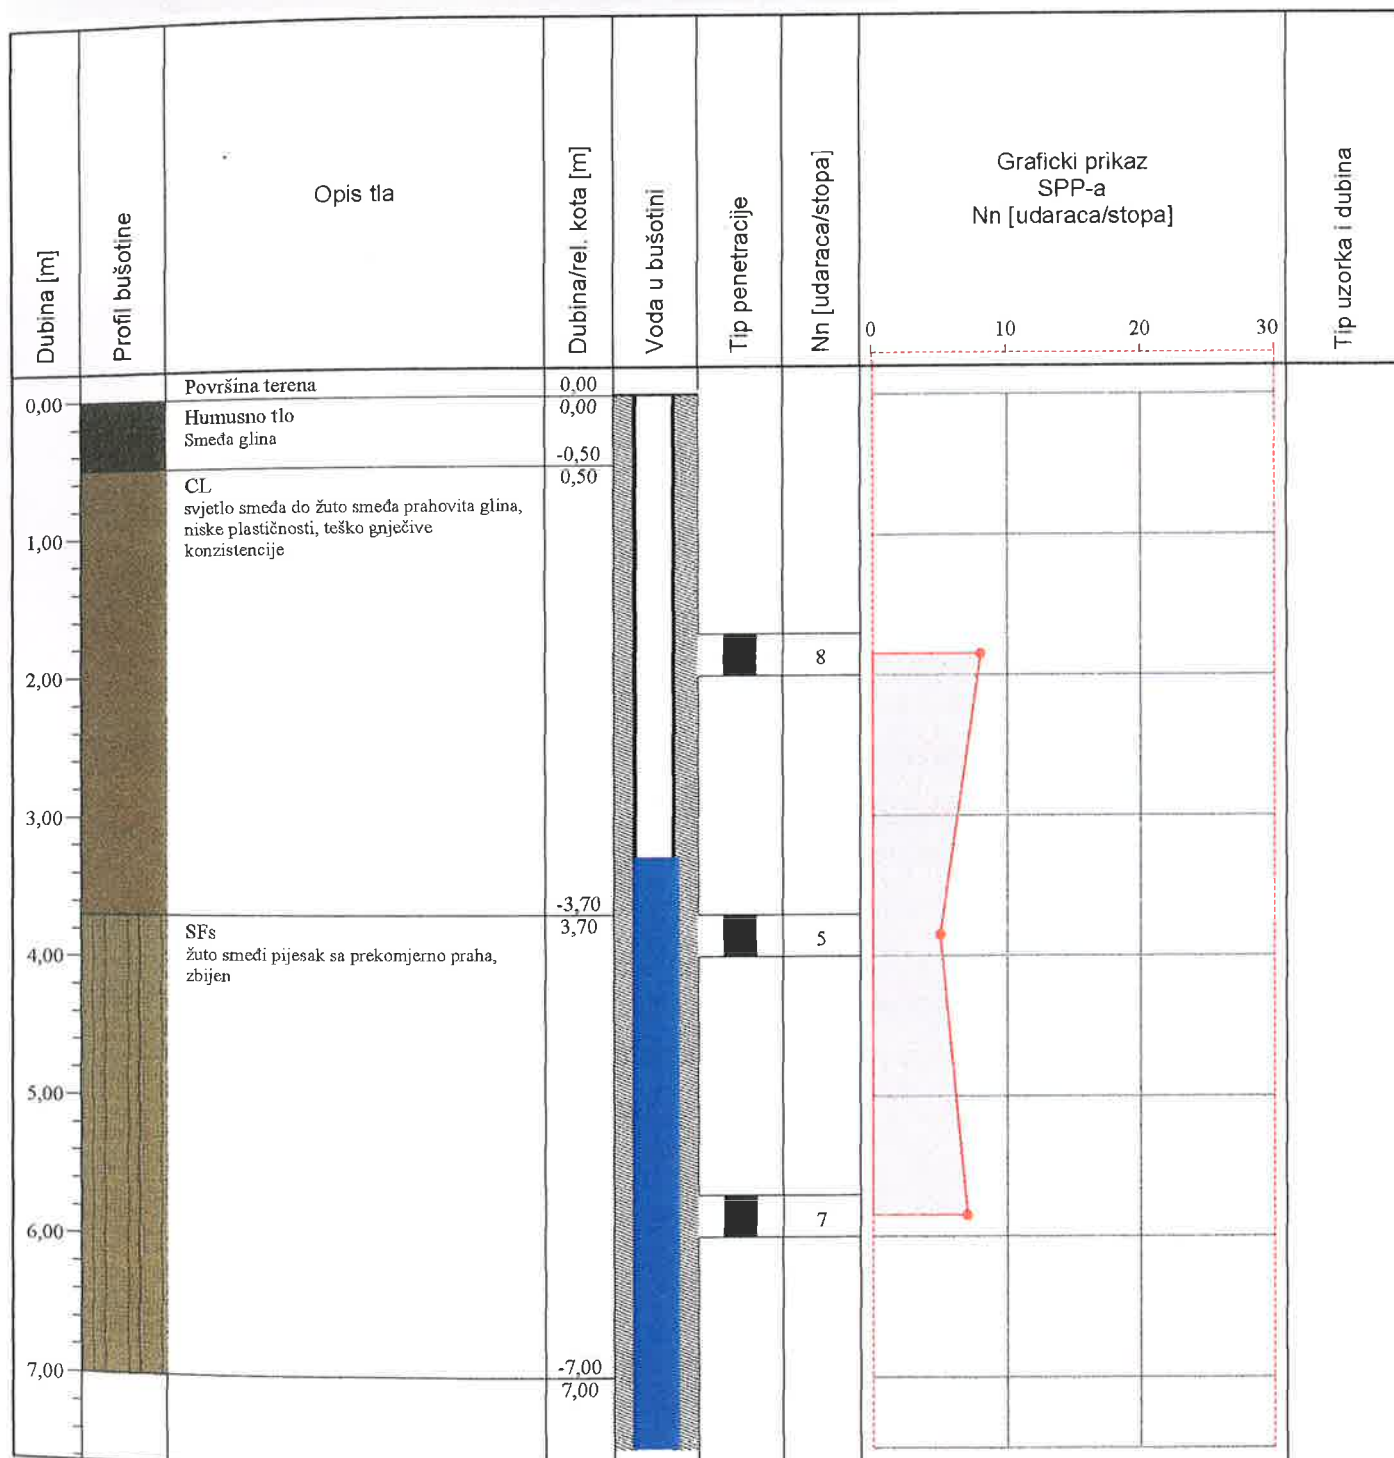 Dubina [m]
Profil bušotine
Opis tla
Dubina/rel. kota [m]
Voda u bušotini
Tip penetracije
Nn [udaraca/stopa]
Graficki prikaz
SPP-a
Nn [udaraca/stopa]
0 10 20 30
Tip uzorka i dubina
Površina terena 0,00
0,00
Humusno tlo 0,00
Smeđa glina
-0,50
0,50
CL
svjetlo smeđa do žuto smeđa prahovita glina,
niske plastičnosti, teško gnječive
konzistencije
1,00
8
2,00
3,00
-3,70
3,70
SFs
žuto smeđi pijesak sa prekomjerno praha,
zbijen
5
4,00
5,00
7
6,00
7,00
-7,00
7,00